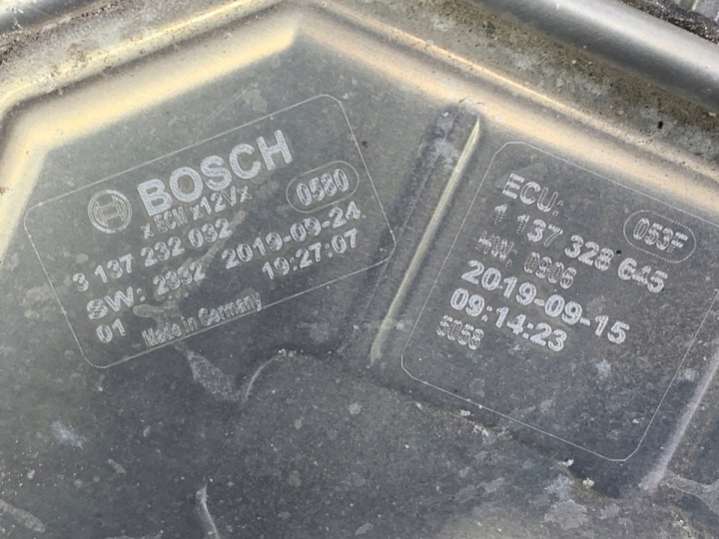 BOSCH
0580
3 137 232 032
SW: 2992 2019-09-24
01 19:27:07
Made in Germany
ECU:
053F
1 137 328 645
HW. 0906
2019-09-15
09:14:23
5058